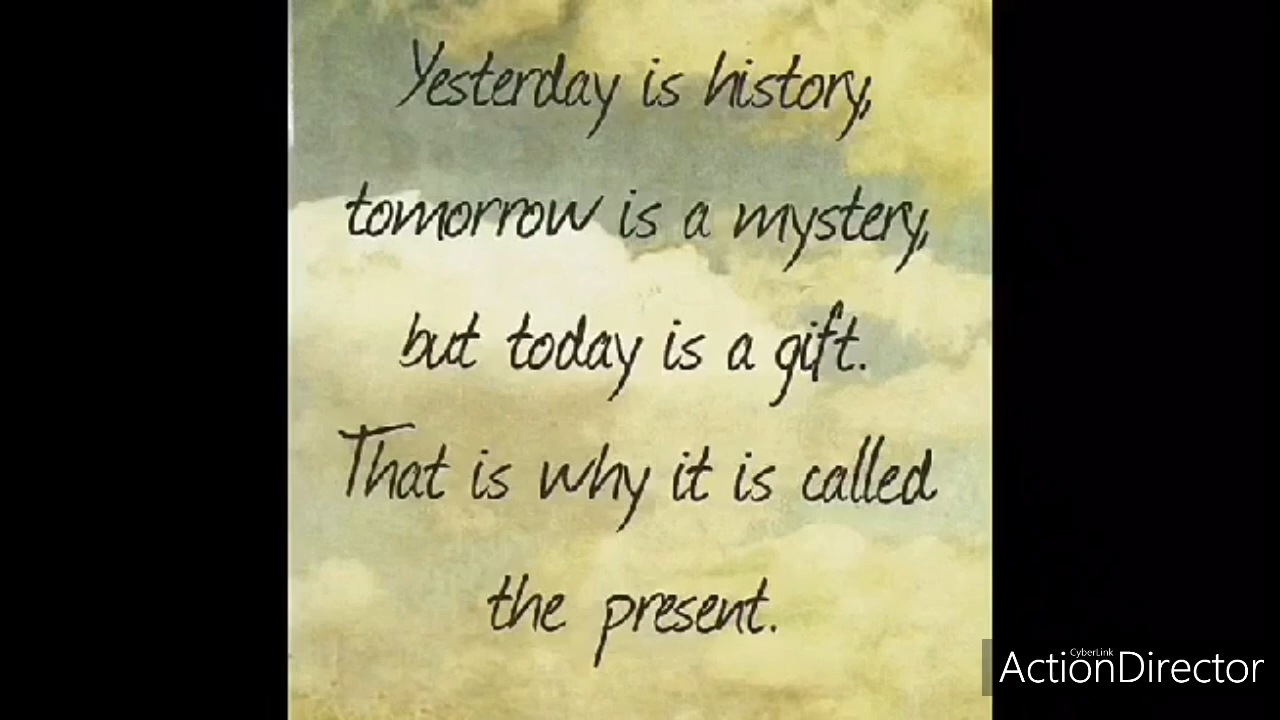 Yesterday is history,
tomorrow is a mystery,
but today is a gift.
That is why it is called
the present.
CyberLink
ActionDirector